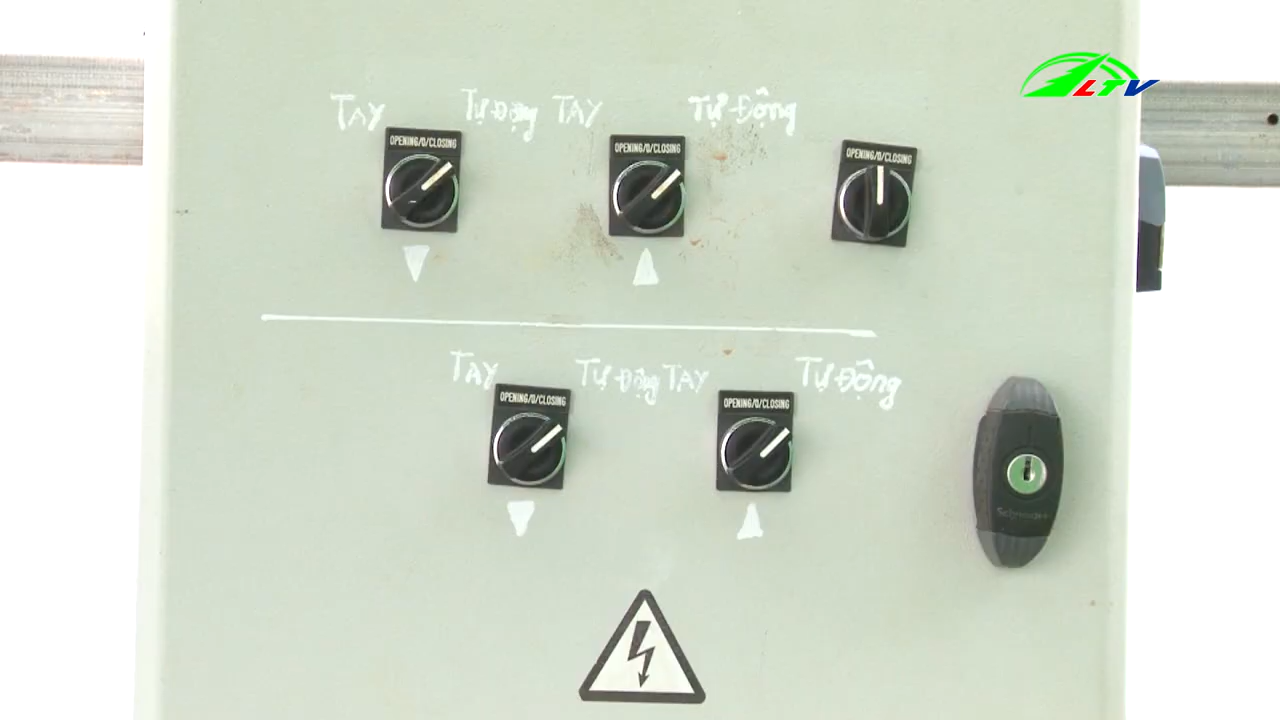 LTV
TAY Tự Động TAY Tự Động
OPENING/0/CLOSING OPENING/0/CLOSING OPENING/0/CLOSING
TAY Tự Động TAY Tự Động
OPENING/0/CLOSING OPENING/0/CLOSING